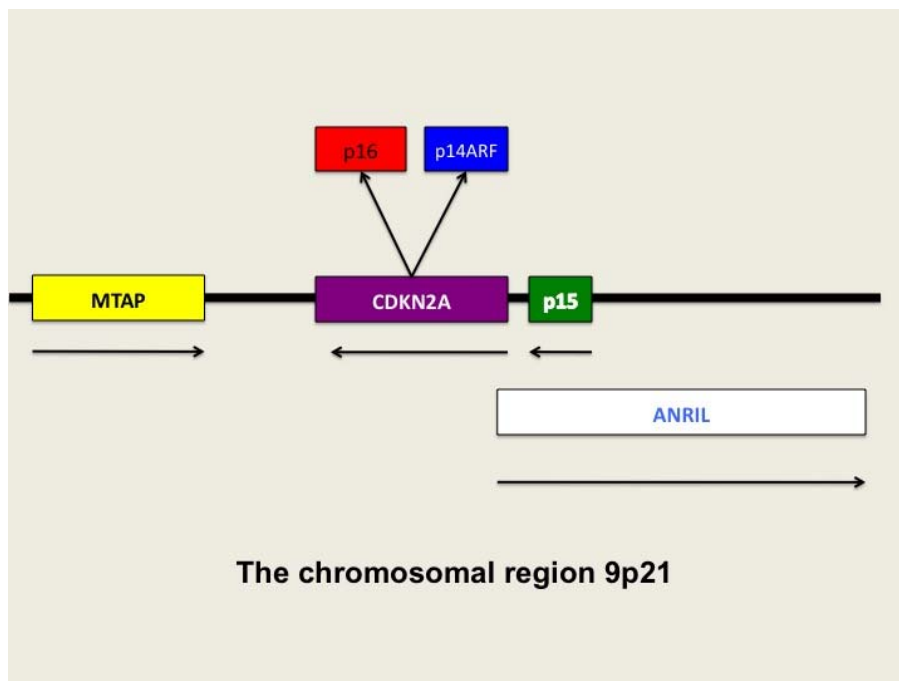 p16
p14ARF
MTAP
CDKN2A
p15
ANRIL
The chromosomal region 9p21